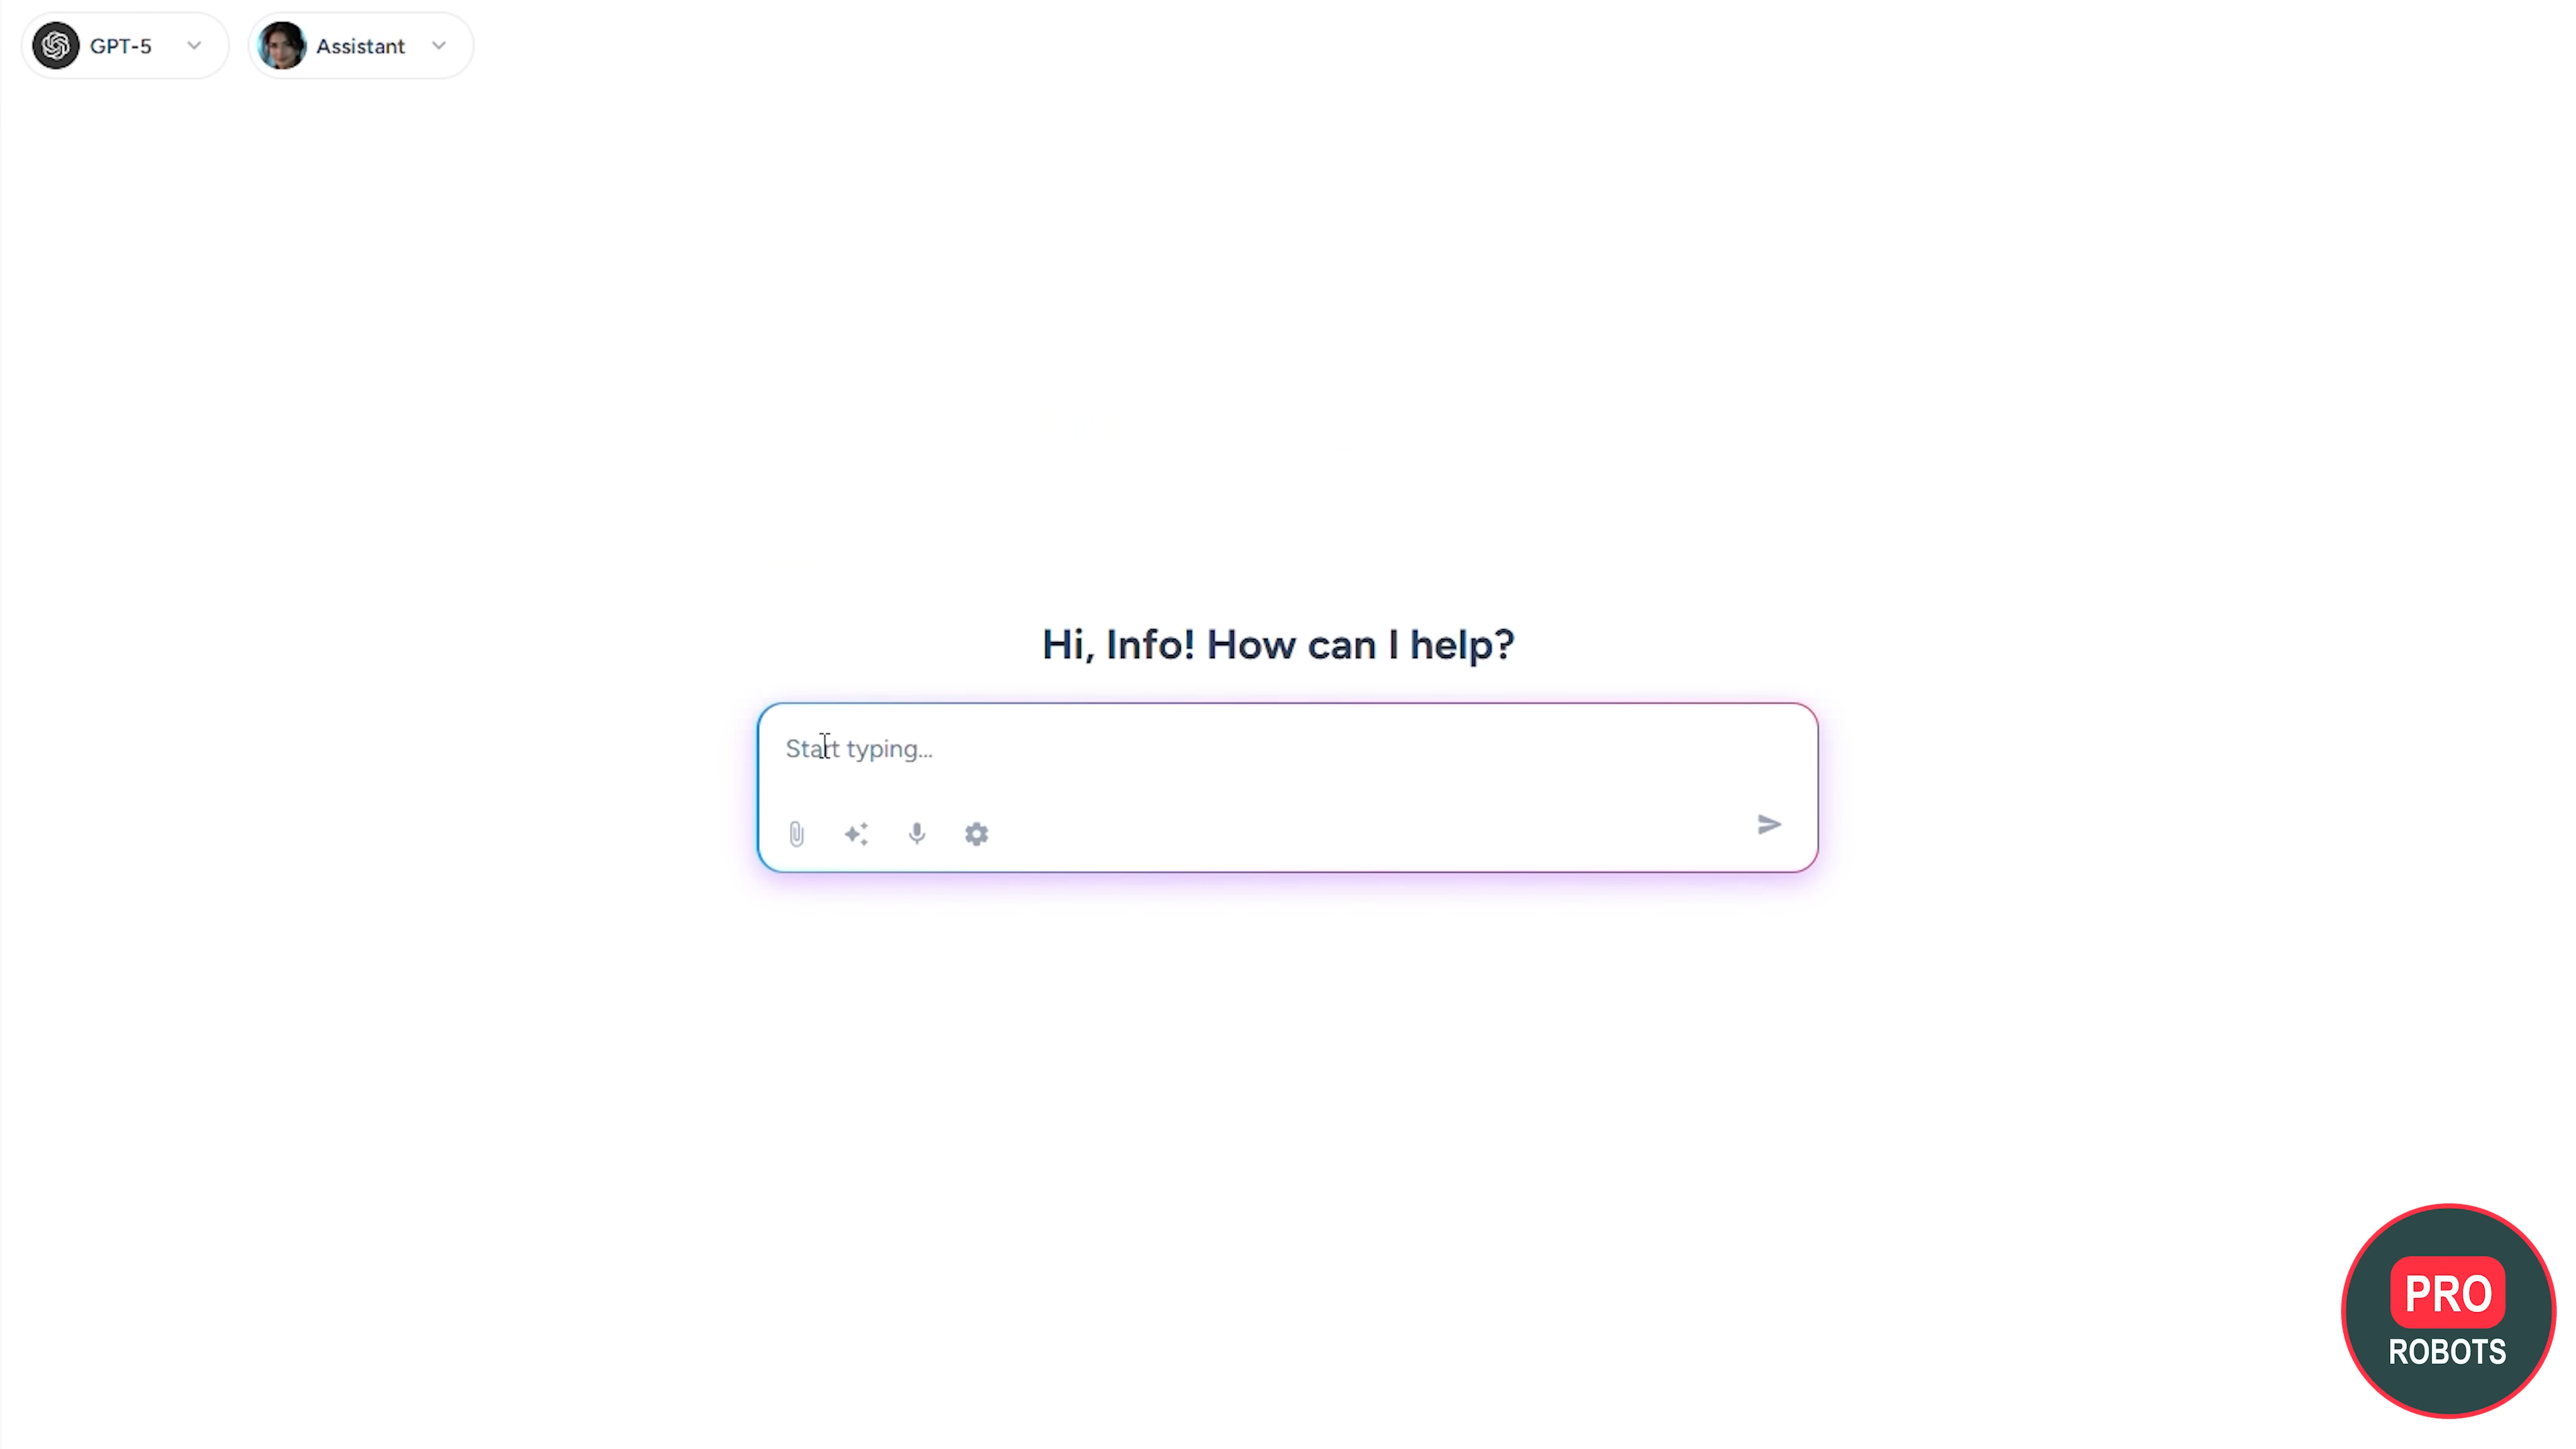 GPT-5
Assistant
Hi, Info! How can I help?
Start typing...
PRO
ROBOTS